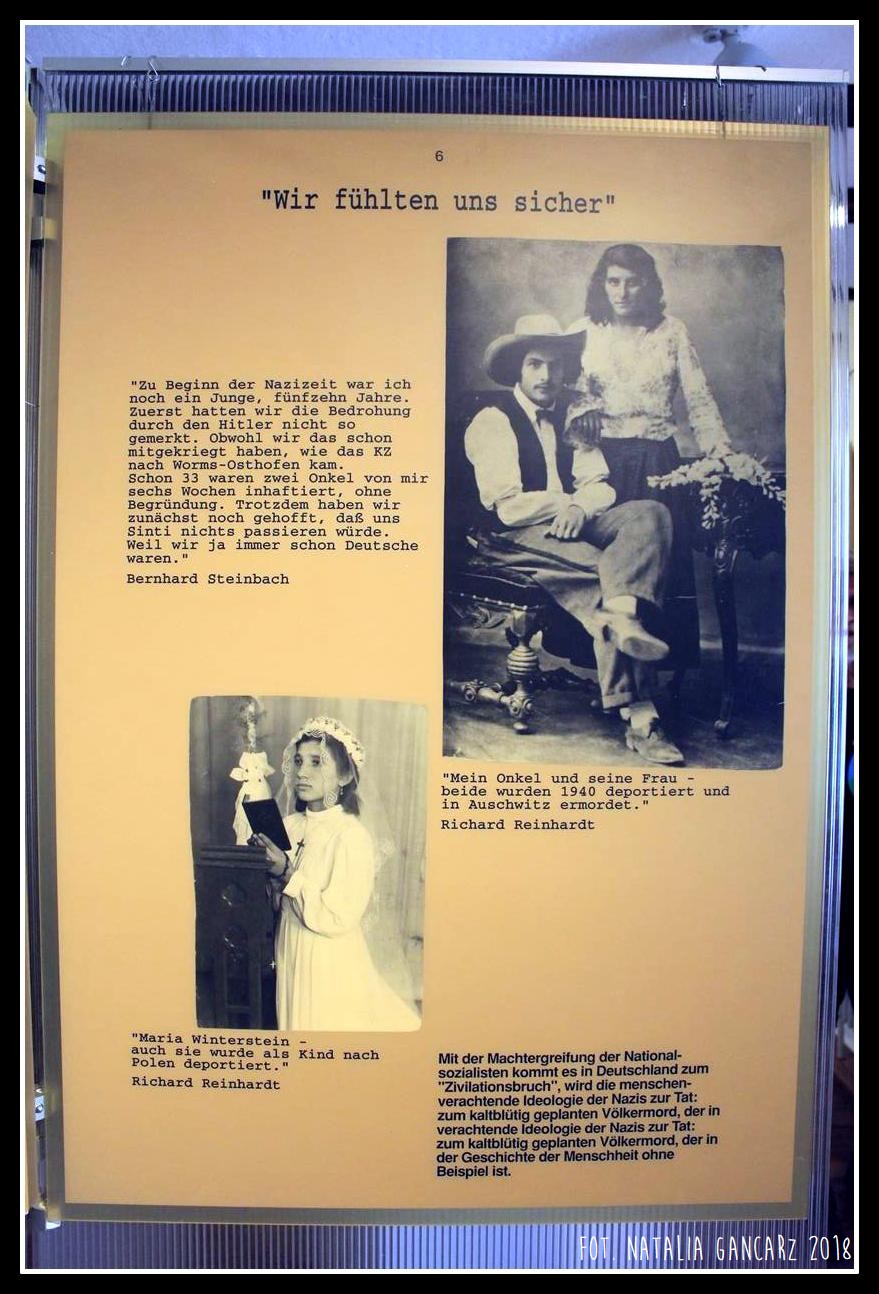 6
"Wir fühlten uns sicher"
"Zu Beginn der Nazizeit war ich
noch ein Junge, fünfzehn Jahre.
Zuerst hatten wir die Bedrohung
durch den Hitler nicht so
gemerkt. Obwohl wir das schon
mitgekriegt haben, wie das KZ
nach Worms-Osthofen kam.
Schon 33 waren zwei Onkel von mir
sechs Wochen inhaftiert, ohne
Begründung. Trotzdem haben wir
zunächst noch gehofft, daß uns
Sinti nichts passieren würde.
Weil wir ja immer schon Deutsche
waren."
Bernhard Steinbach
"Mein Onkel und seine Frau -
beide wurden 1940 deportiert und
in Auschwitz ermordet."
Richard Reinhardt
"Maria Winterstein -
auch sie wurde als Kind nach
Polen deportiert."
Richard Reinhardt
Mit der Machtergreifung der National-
sozialisten kommt es in Deutschland zum
"Zivilationsbruch", wird die menschen-
verachtende Ideologie der Nazis zur Tat:
zum kaltblütig geplanten Völkermord, der in
verachtende Ideologie der Nazis zur Tat:
zum kaltblütig geplanten Völkermord, der in
der Geschichte der Menschheit ohne
Beispiel ist.
FOT. NATALIA GANCARZ 2018